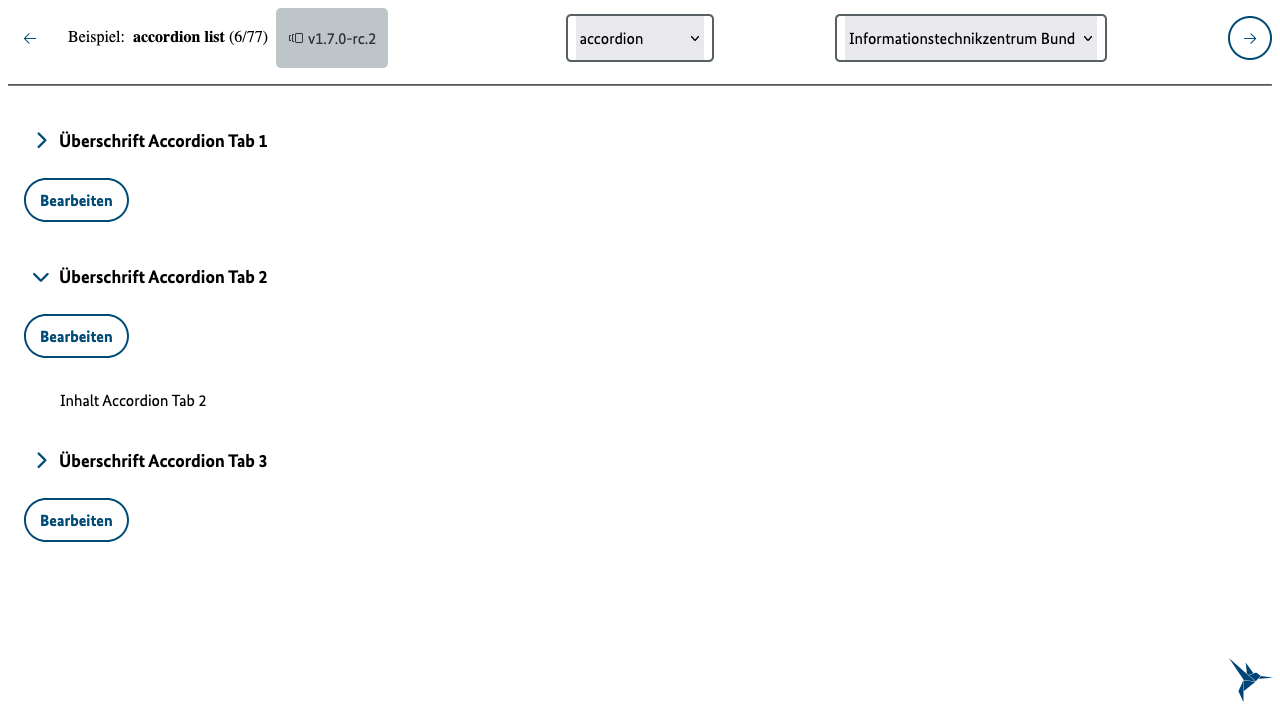 Beispiel: accordion list (6/77) v1.7.0-rc.2 accordion Informationstechnikzentrum Bund
Überschrift Accordion Tab 1
Bearbeiten
Überschrift Accordion Tab 2
Bearbeiten
Inhalt Accordion Tab 2
Überschrift Accordion Tab 3
Bearbeiten